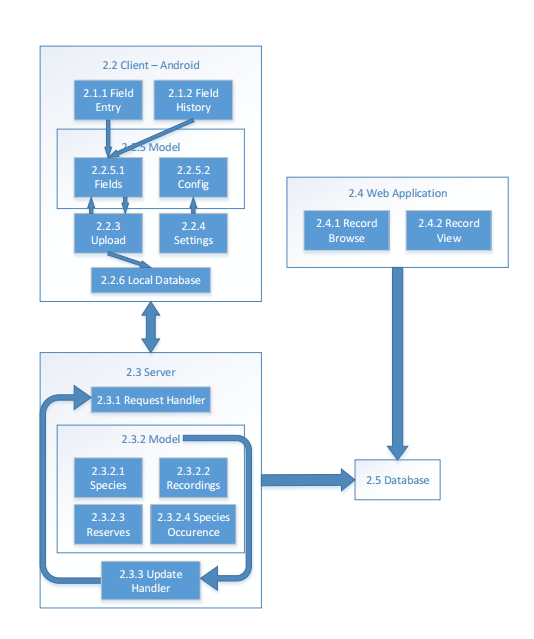 2.2 Client – Android
2.1.1 Field
Entry
2.1.2 Field
History
2.2.5 Model
2.2.5.1
Fields
2.2.5.2
Config
2.2.3
Upload
2.2.4
Settings
2.2.6 Local Database
2.4 Web Application
2.4.1 Record
Browse
2.4.2 Record
View
2.3 Server
2.3.1 Request Handler
2.3.2 Model
2.3.2.1
Species
2.3.2.2
Recordings
2.3.2.3
Reserves
2.3.2.4 Species
Occurence
2.3.3 Update
Handler
2.5 Database